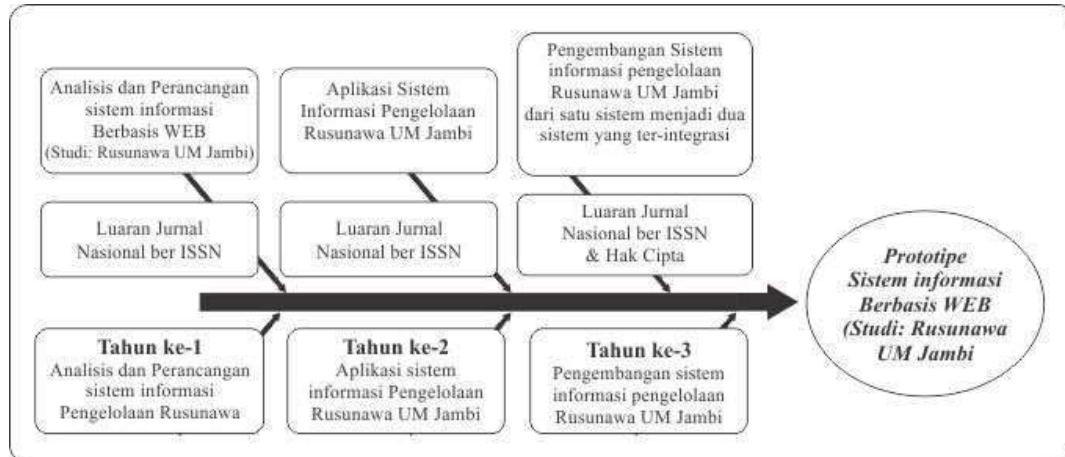 Analisis dan Perancangan
sistem informasi
Berbasis WEB
(Studi: Rusunawa UM Jambi)
Aplikasi Sistem
Informasi Pengelolaan
Rusunawa UM Jambi
Pengembangan Sistem
informasi pengelolaan
Rusunawa UM Jambi
dari satu sistem menjadi dua
sistem yang ter-integrasi
Luaran Jurnal
Nasional ber ISSN
Luaran Jurnal
Nasional ber ISSN
Luaran Jurnal
Nasional ber ISSN
& Hak Cipta
Prototipe
Sistem informasi
Berbasis WEB
(Studi: Rusunawa
UM Jambi
Tahun ke-1
Analisis dan Perancangan
sistem informasi
Pengelolaan Rusunawa
Tahun ke-2
Aplikasi sistem
informasi Pengelolaan
Rusunawa UM Jambi
Tahun ke-3
Pengembangan sistem
informasi pengelolaan
Rusunawa UM Jambi